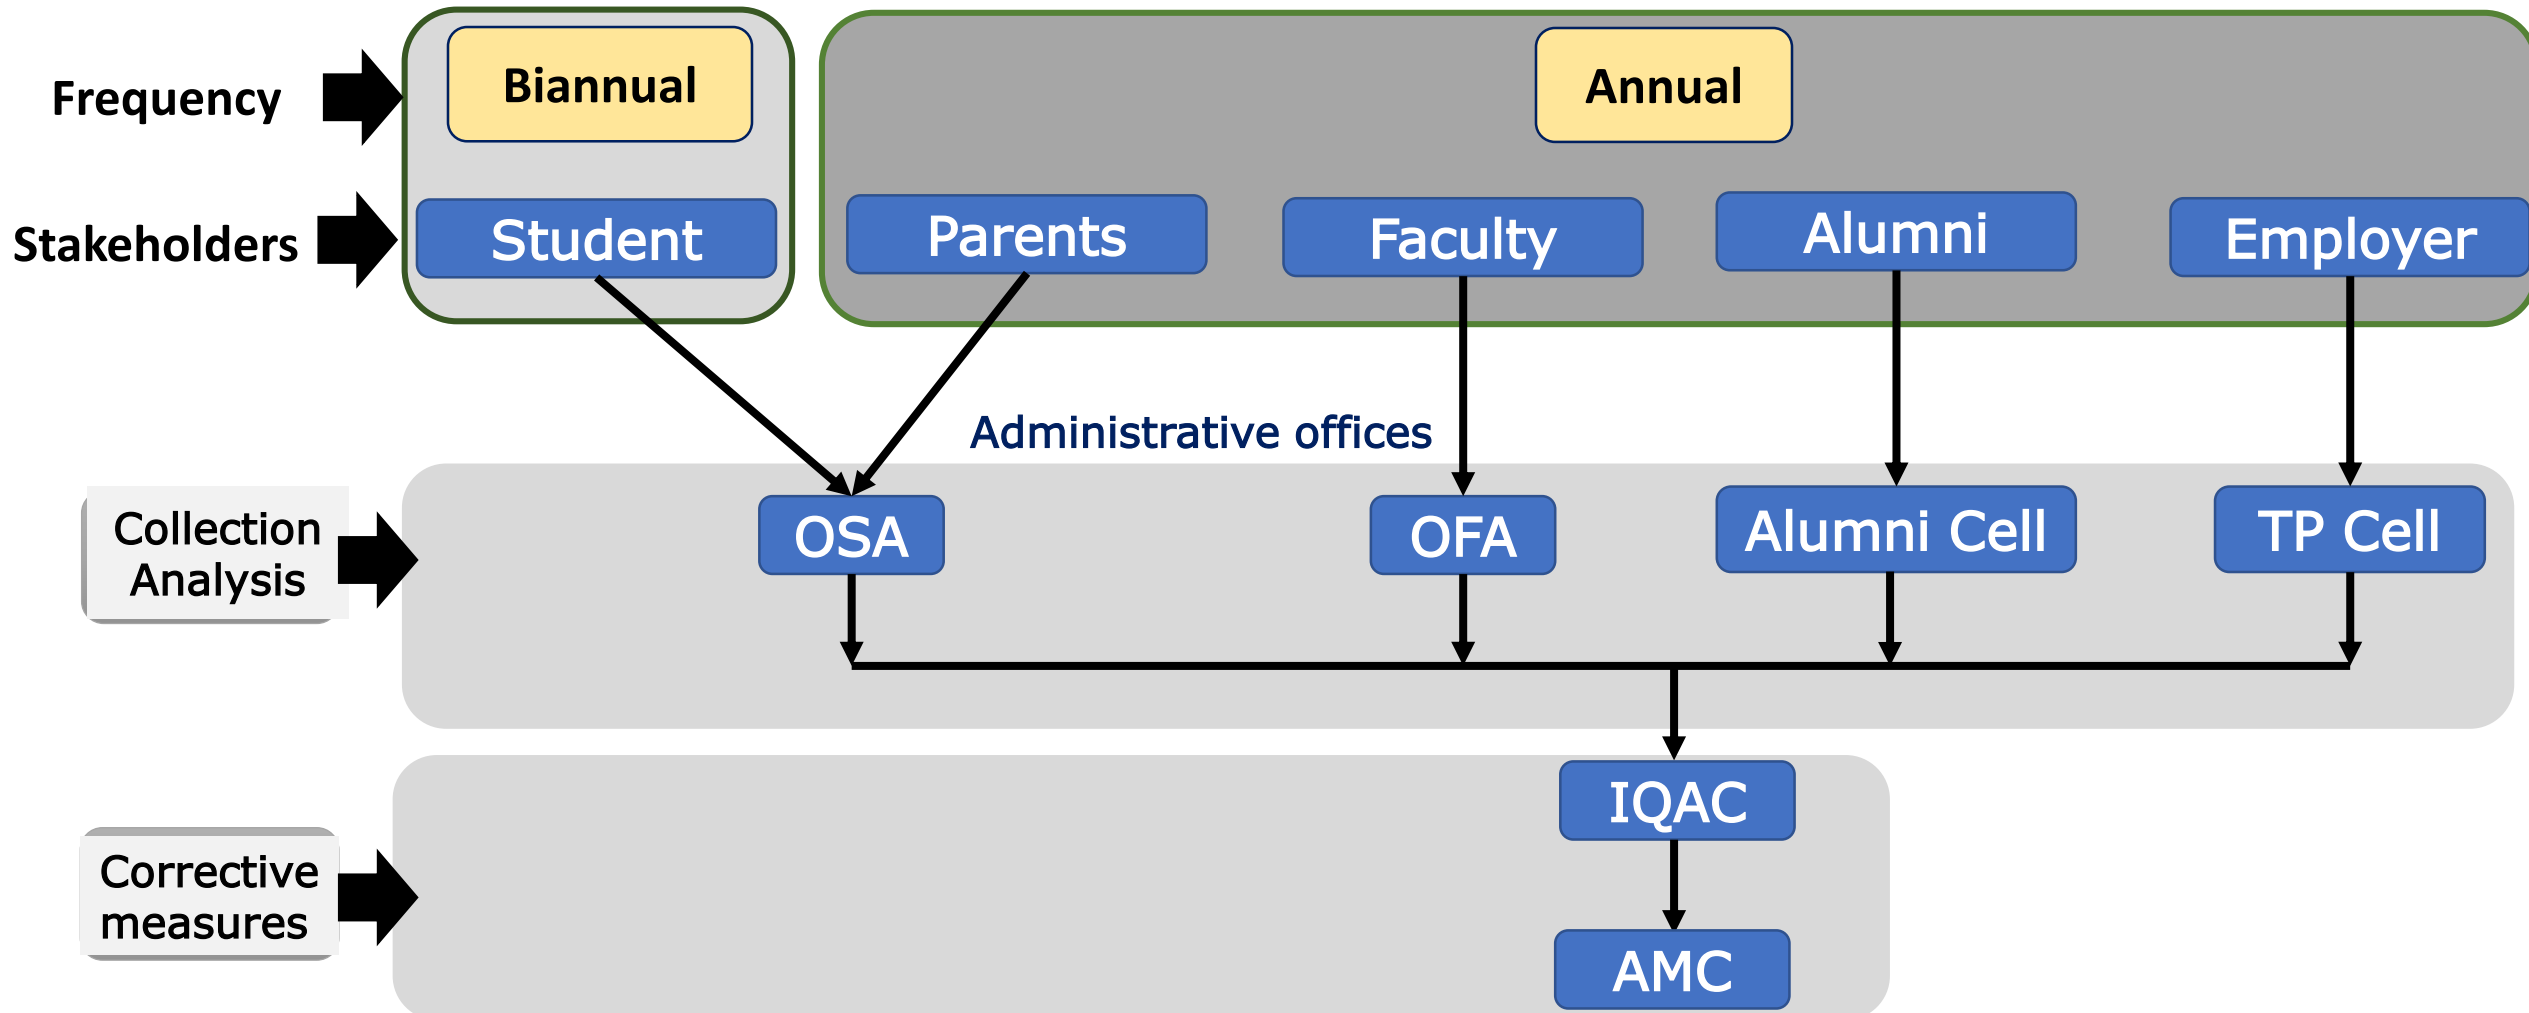 Frequency
Biannual
Annual
Stakeholders
Student
Parents
Faculty
Alumni
Employer
Administrative offices
Collection
Analysis
OSA
OFA
Alumni Cell
TP Cell
IQAC
Corrective
measures
AMC